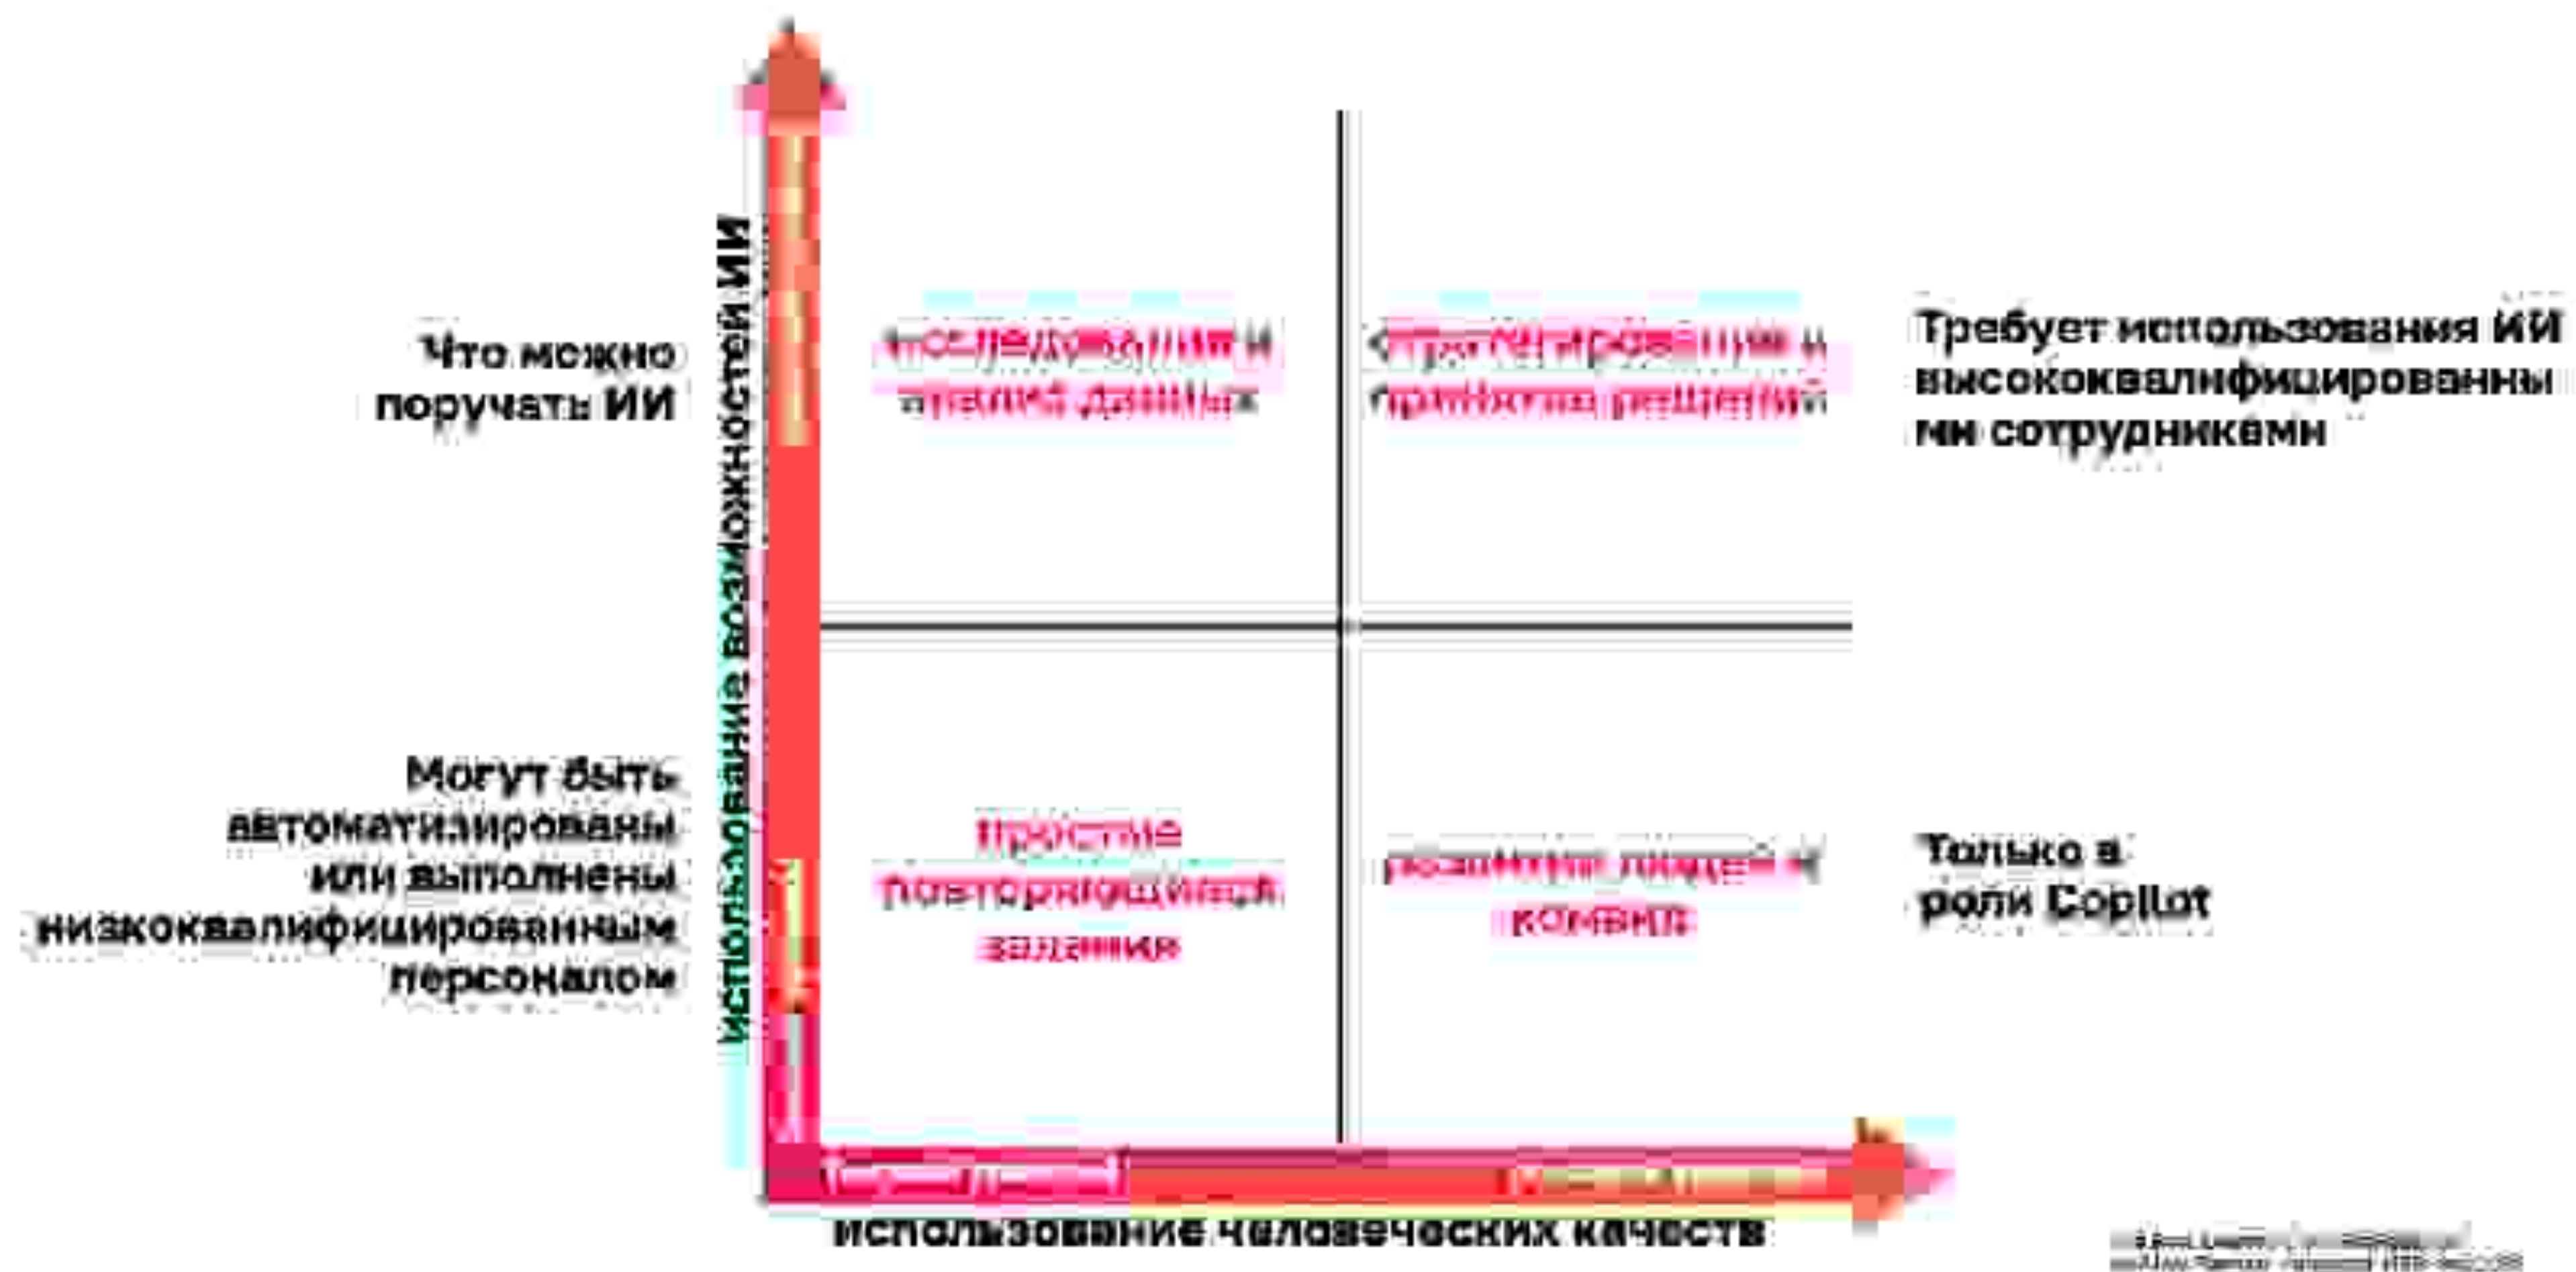 Что можно
поручать ИИ
Могут быть
автоматизированы
или выполнены
низкоквалифицированным
персоналом
Использование возможностей ИИ
Исследования и
анализ данных
Стратегирование и
принятие решений
Простые
повторяющиеся
задания
Развитие людей и
команд
Требует использования ИИ
высококвалифицированны
ми сотрудниками
Только в
роли Copilot
Использование человеческих качеств